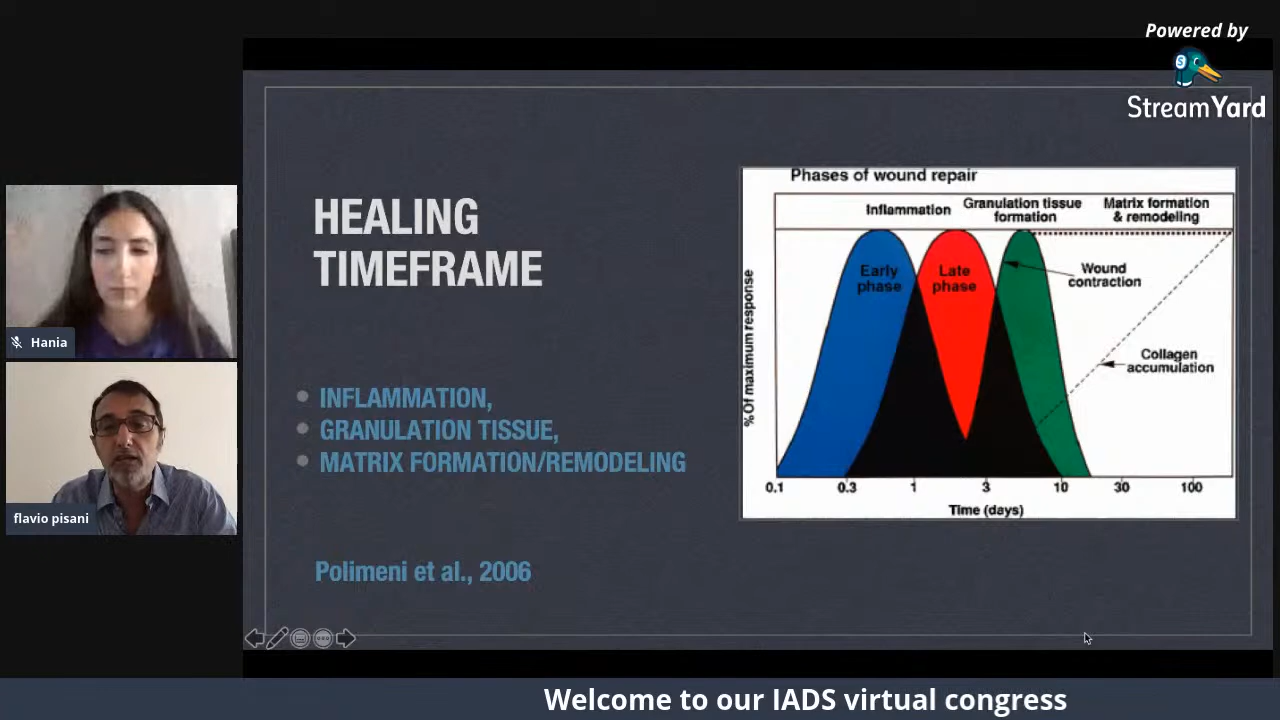 Powered by
StreamYard
HEALING
TIMEFRAME
INFLAMMATION,
GRANULATION TISSUE,
MATRIX FORMATION/REMODELING
Polimeni et al., 2006
Phases of wound repair
Inflammation
Granulation tissue
formation
Matrix formation
& remodeling
Early
phase
Late
phase
Wound
contraction
Collagen
accumulation
% Of maximum response
0.1 0.3 1 3 10 30 100
Time (days)
Hania
flavio pisani
Welcome to our IADS virtual congress